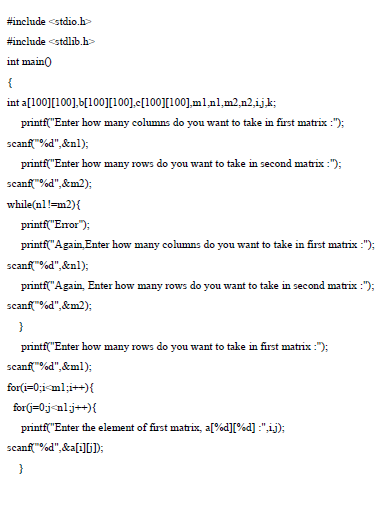 #include <stdio.h>
#include <stdlib.h>
int main()
{
int a[100][100],b[100][100],c[100][100],m1,n1,m2,n2,i,j,k;
printf("Enter how many columns do you want to take in first matrix :");
scanf("%d",&n1);
printf("Enter how many rows do you want to take in second matrix :");
scanf("%d",&m2);
while(n1!=m2){
printf("Error");
printf("Again,Enter how many columns do you want to take in first matrix :");
scanf("%d",&n1);
printf("Again, Enter how many rows do you want to take in second matrix :");
scanf("%d",&m2);
}
printf("Enter how many rows do you want to take in first matrix :");
scanf("%d",&m1);
for(i=0;i<m1;i++){
for(j=0;j<n1;j++){
printf("Enter the element of first matrix, a[%d][%d] :",i,j);
scanf("%d",&a[i][j]);
}